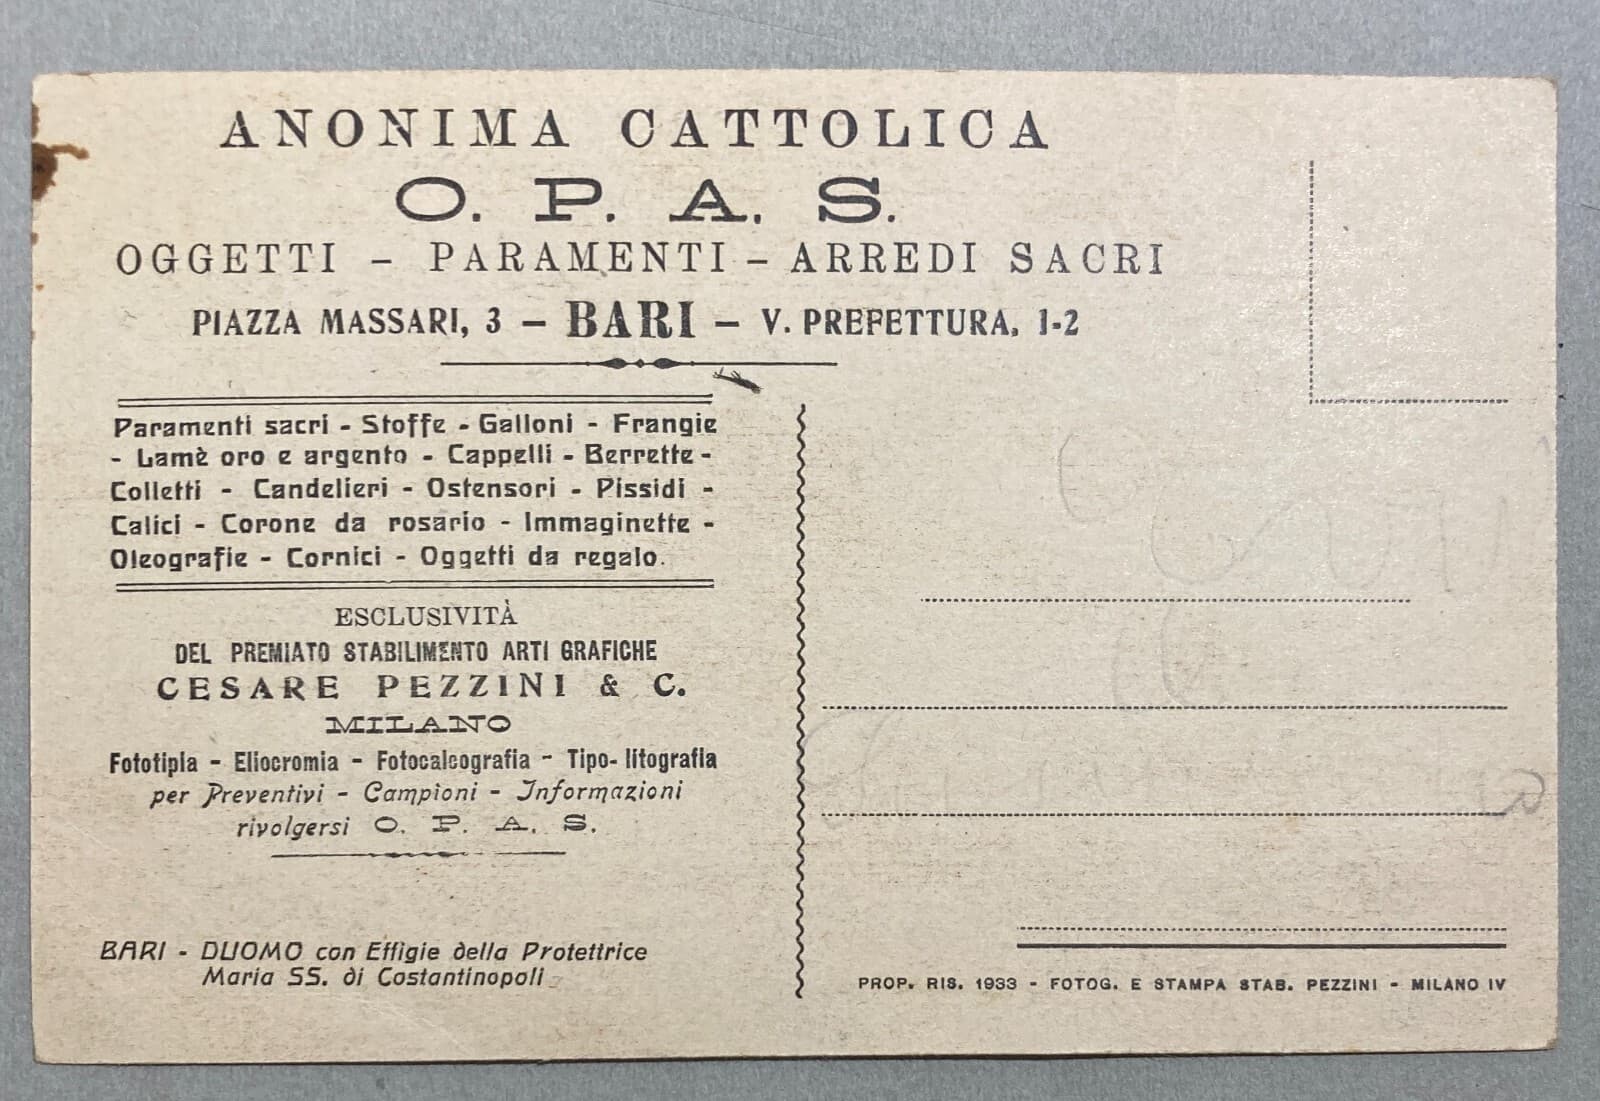 ANONIMA CATTOLICA
O. P. A. S.
OGGETTI - PARAMENTI - ARREDI SACRI
PIAZZA MASSARI, 3 - BARI - V. PREFETTURA, 1-2
Paramenti sacri - Stoffe - Galloni - Frangie
- Lamè oro e argento - Cappelli - Berrette -
Colletti - Candelieri - Ostensori - Pissidi -
Calici - Corone da rosario - Immaginette -
Oleografie - Cornici - Oggetti da regalo.
ESCLUSIVITÀ
DEL PREMIATO STABILIMENTO ARTI GRAFICHE
CESARE PEZZINI & C.
MILANO
Fototipia - Eliocromia - Fotocalcografia - Tipo-litografia
per Preventivi - Campioni - Informazioni
rivolgersi O. P. A. S.
BARI - DUOMO con Effigie della Protettrice
Maria SS. di Costantinopoli
PROP. RIS. 1933 - FOTOG. E STAMPA STAB. PEZZINI - MILANO IV